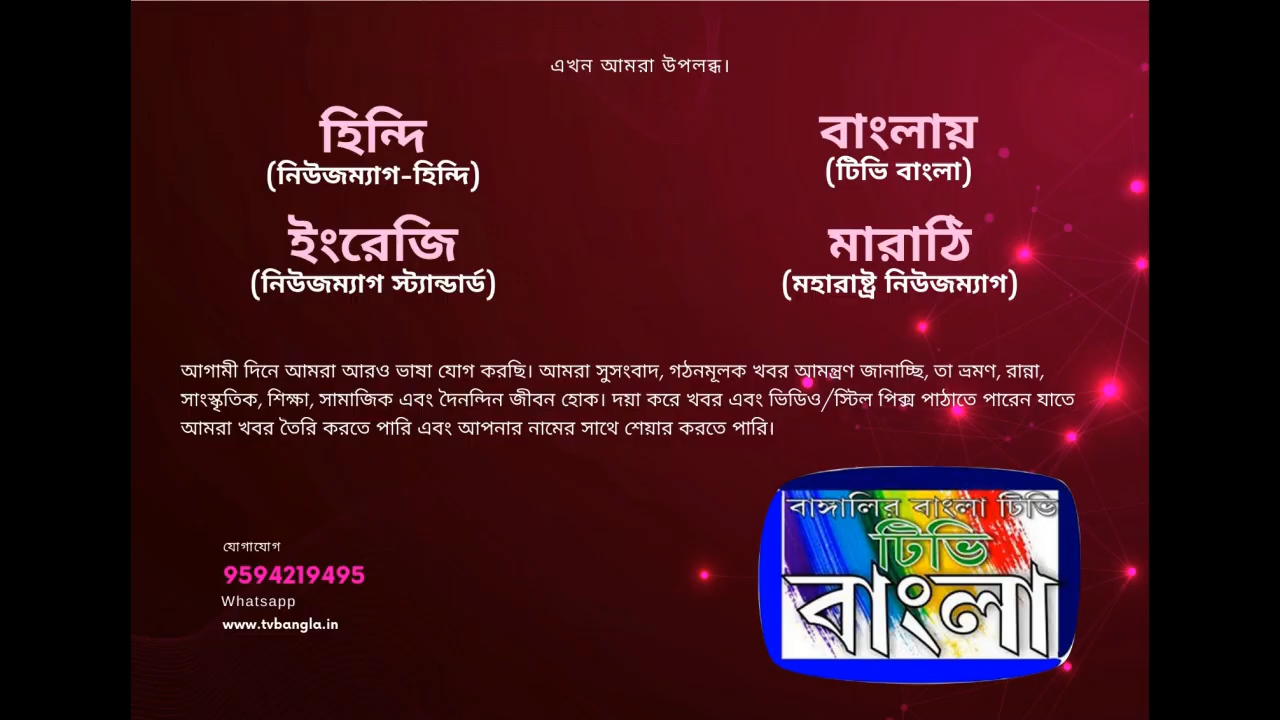 এখন আমরা উপলব্ধ।
হিন্দি
(নিউজম্যাগ-হিন্দি)
বাংলায়
(টিভি বাংলা)
ইংরেজি
(নিউজম্যাগ স্ট্যান্ডার্ড)
মারাঠি
(মহারাষ্ট্র নিউজম্যাগ)
আগামী দিনে আমরা আরও ভাষা যোগ করছি। আমরা সুসংবাদ, গঠনমূলক খবর আমন্ত্রণ জানাচ্ছি, তা ভ্রমণ, রান্না,
সাংস্কৃতিক, শিক্ষা, সামাজিক এবং দৈনন্দিন জীবন হোক। দয়া করে খবর এবং ভিডিও/স্টিল পিক্স পাঠাতে পারেন যাতে
আমরা খবর তৈরি করতে পারি এবং আপনার নামের সাথে শেয়ার করতে পারি।
যোগাযোগ
9594219495
Whatsapp
www.tvbangla.in
বাঙ্গালির বাংলা টিভি
টিভি
বাংলা